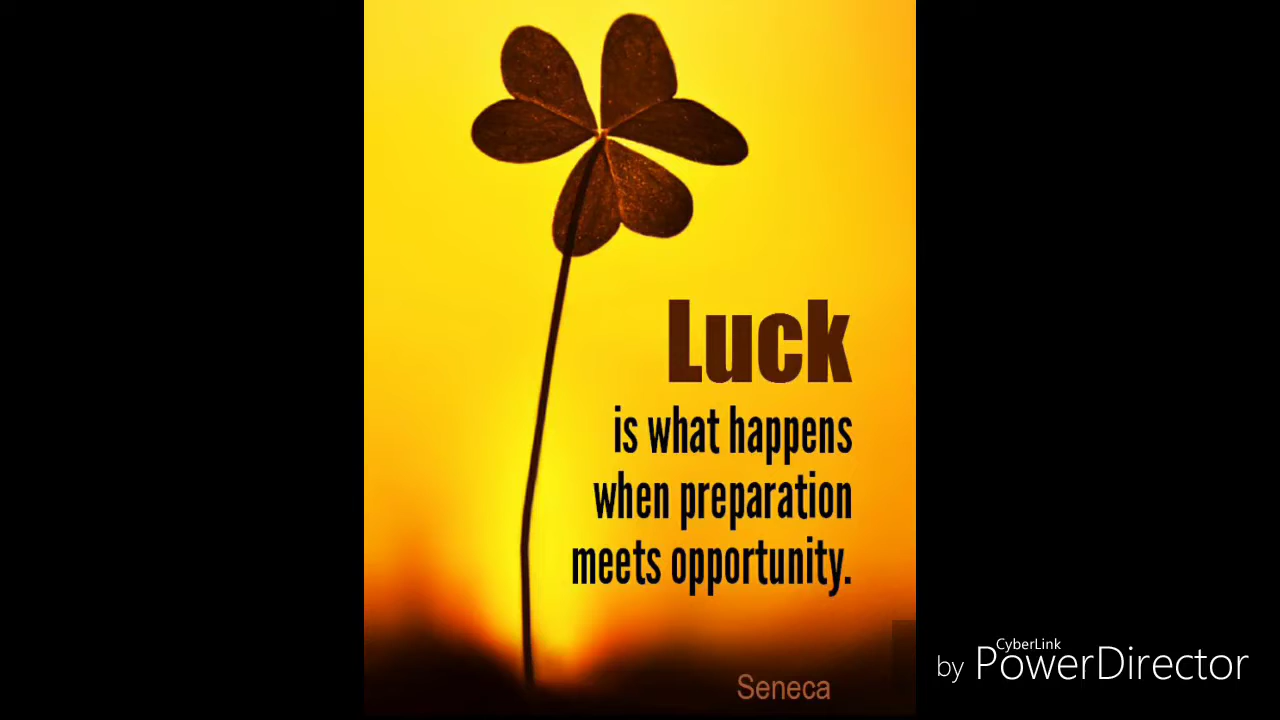 Luck
is what happens
when preparation
meets opportunity.
Seneca
CyberLink
by PowerDirector